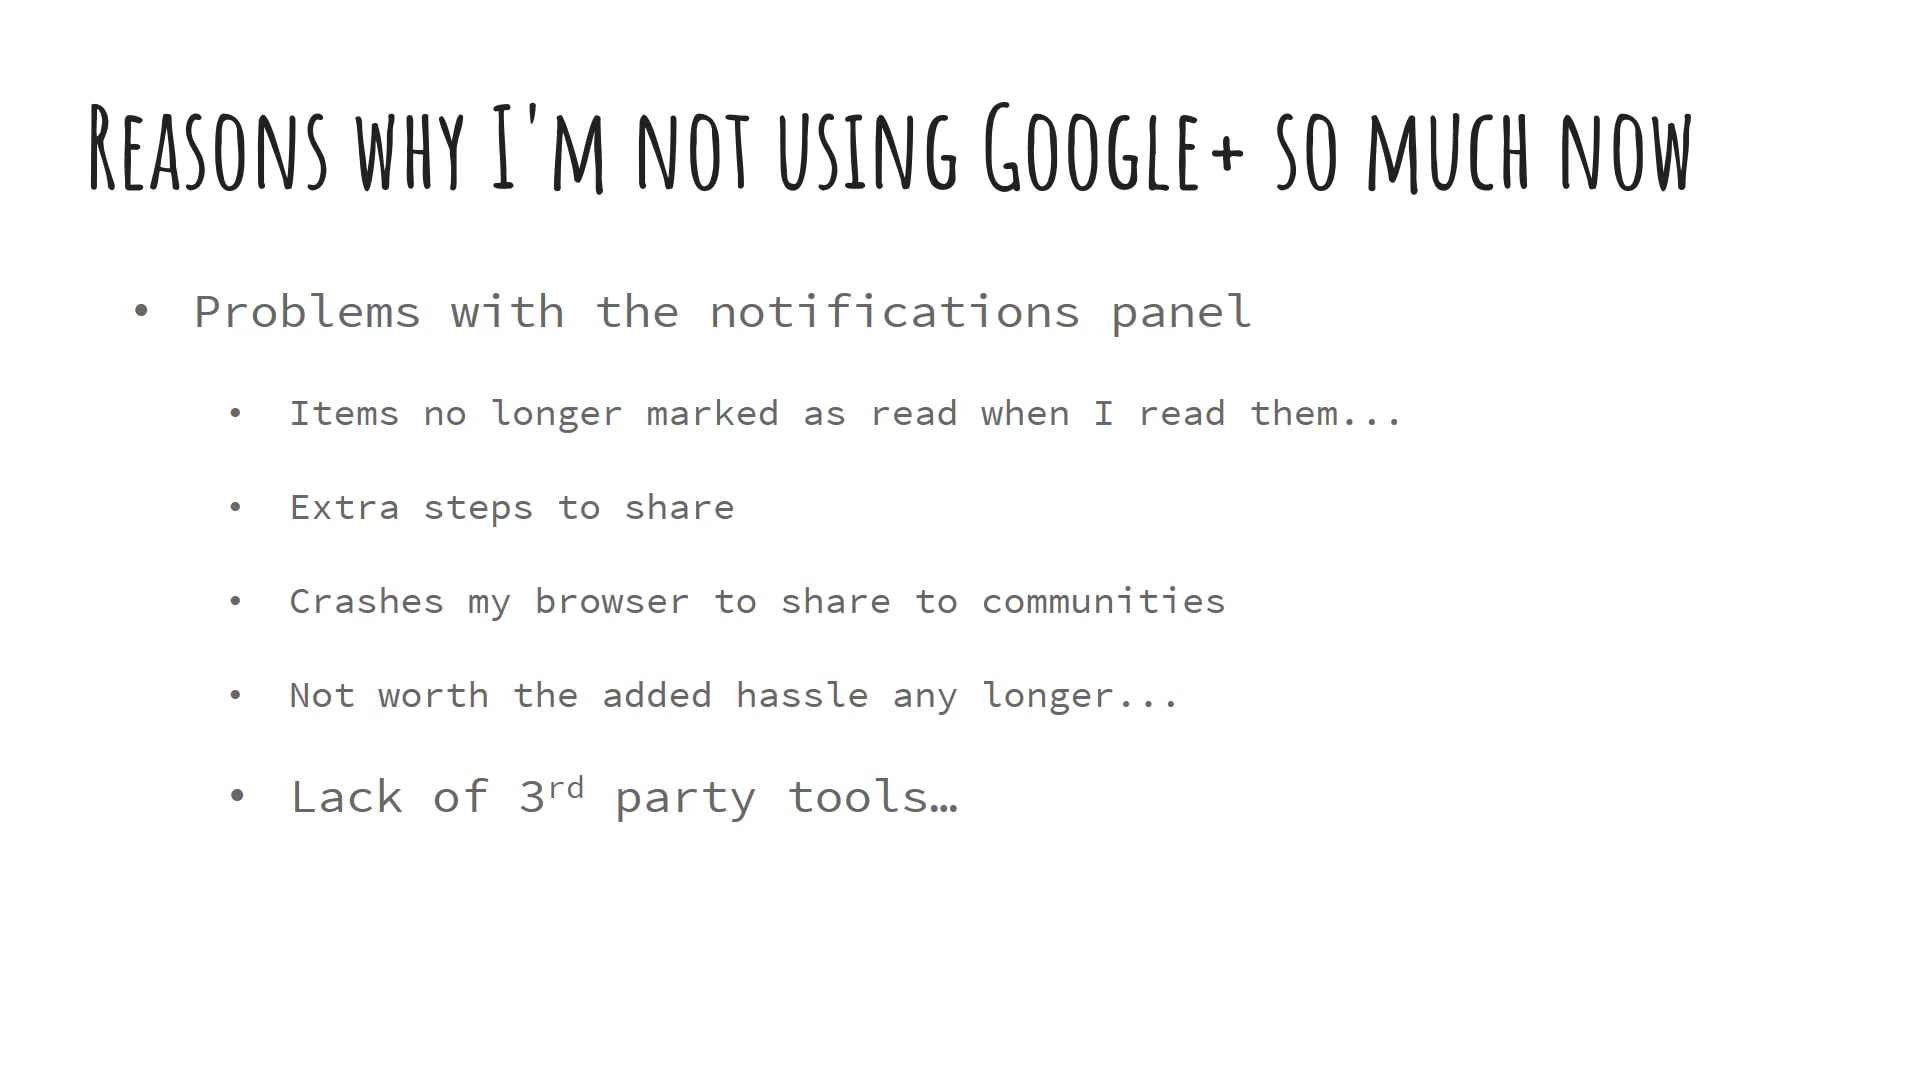 Reasons why I'm not using Google+ so much now
• Problems with the notifications panel
• Items no longer marked as read when I read them...
• Extra steps to share
• Crashes my browser to share to communities
• Not worth the added hassle any longer...
• Lack of 3rd party tools…